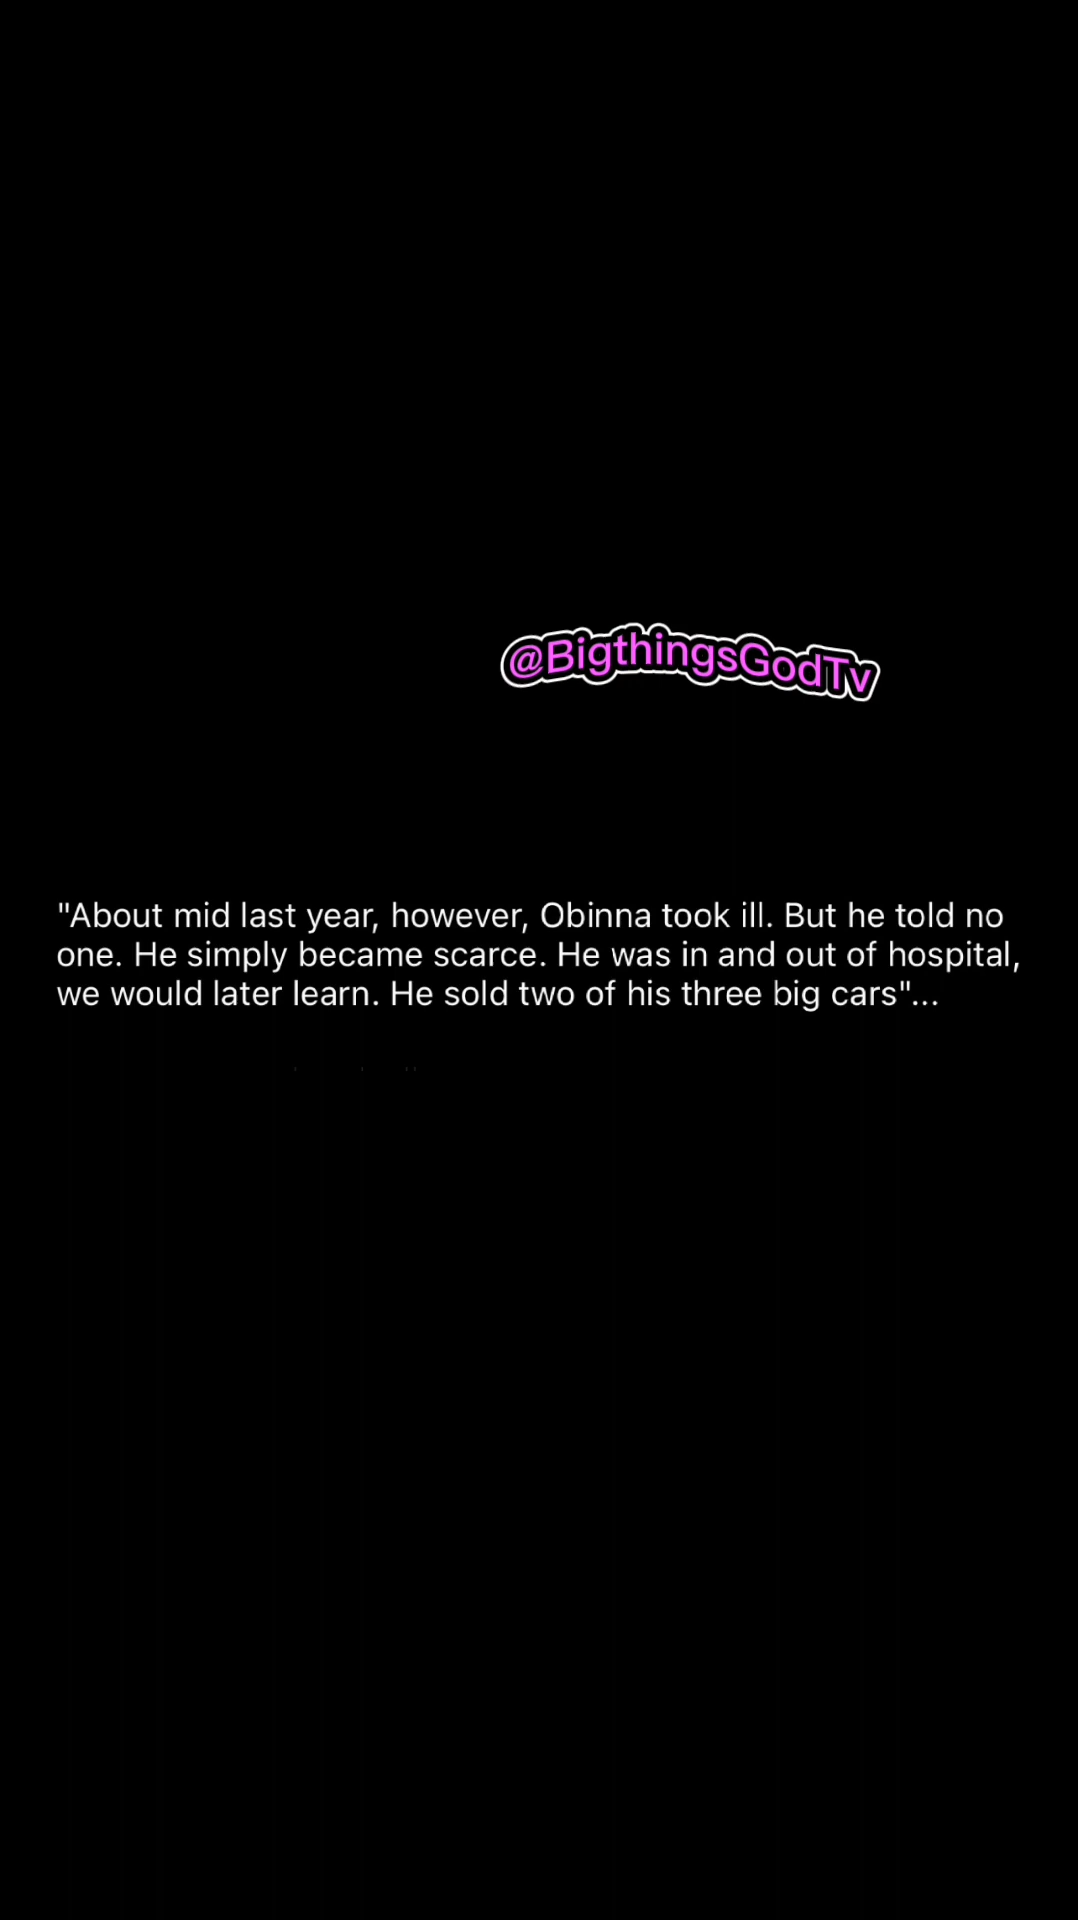 @BigthingsGodTv
"About mid last year, however, Obinna took ill. But he told no
one. He simply became scarce. He was in and out of hospital,
we would later learn. He sold two of his three big cars"...